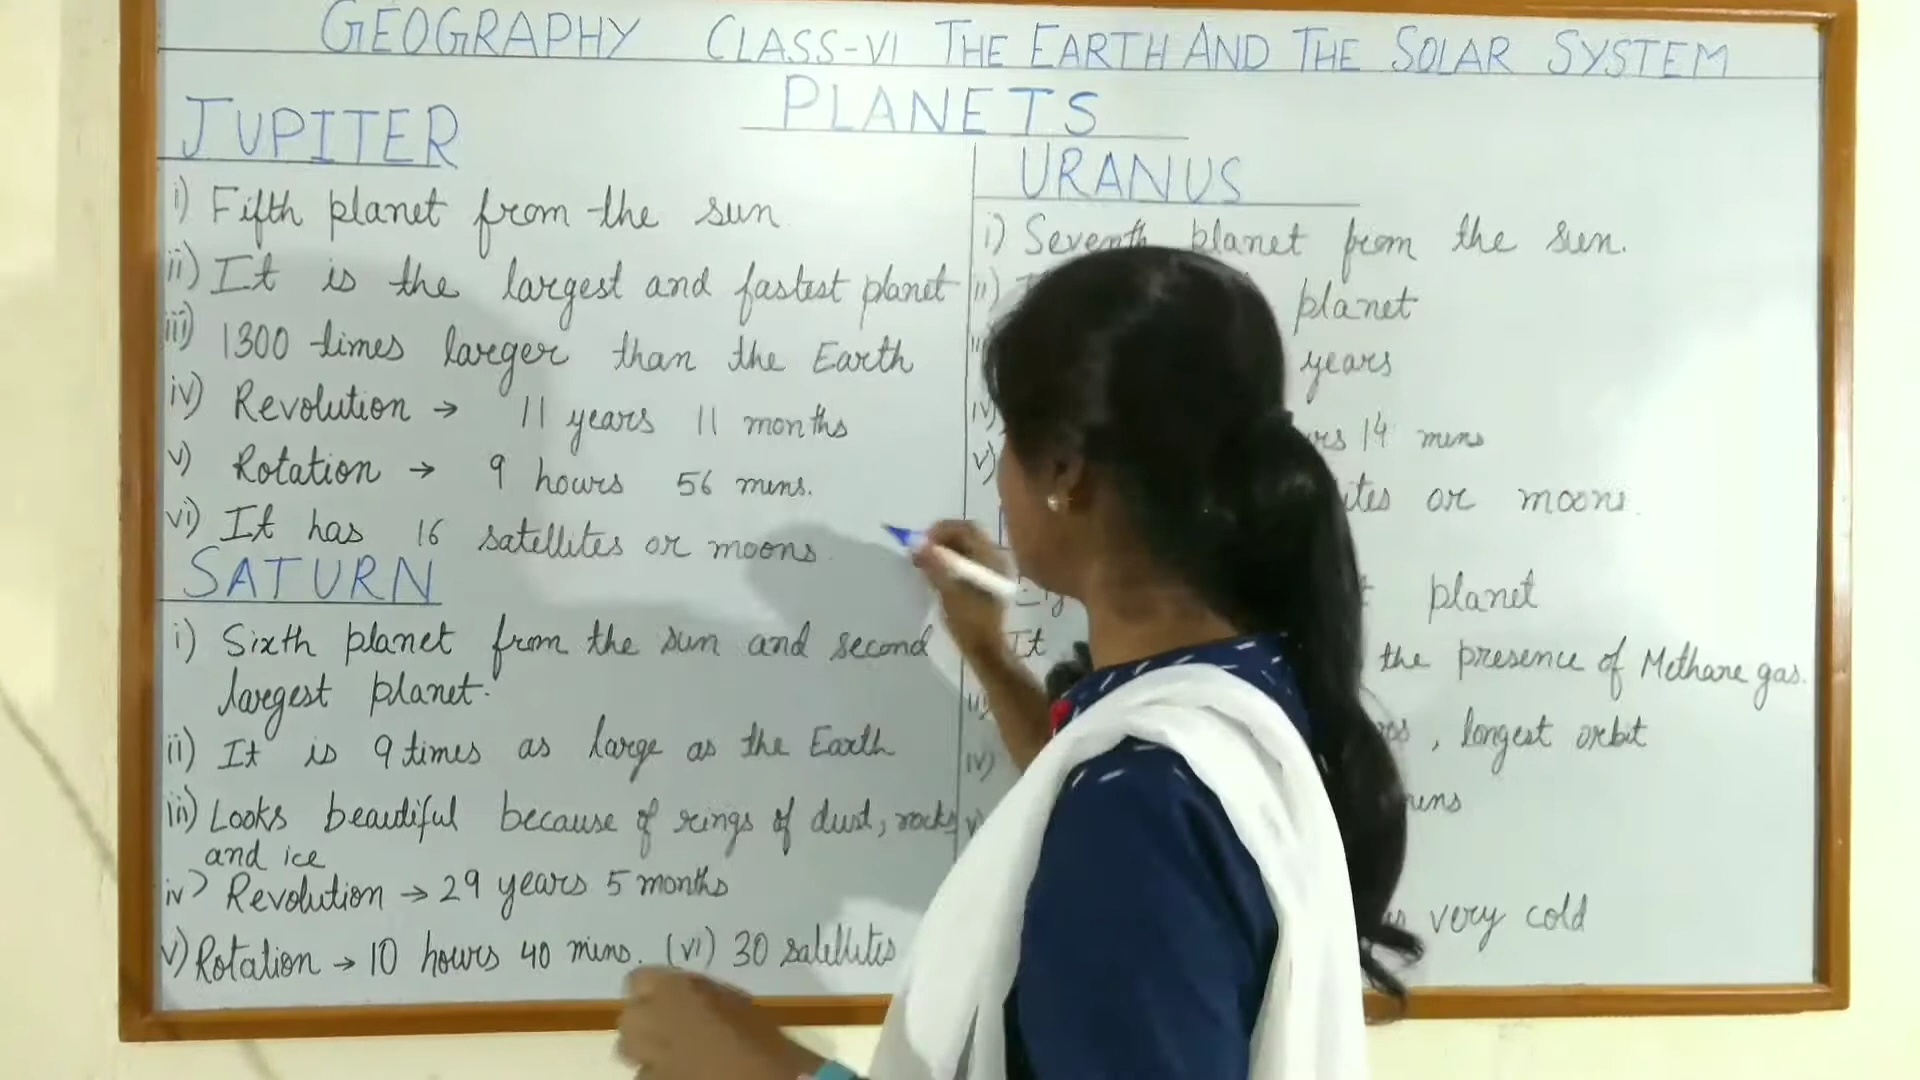 GEOGRAPHY CLASS-VI THE EARTH AND THE SOLAR SYSTEM
PLANETS
JUPITER
i) Fifth planet from the sun
ii) It is the largest and fastest planet
iii) 1300 times larger than the Earth
iv) Revolution → 11 years 11 months
v) Rotation → 9 hours 56 mins.
vi) It has 16 satellites or moons
SATURN
i) Sixth planet from the sun and second
largest planet.
ii) It is 9 times as large as the Earth
iii) Looks beautiful because of rings of dust, rocks
and ice
iv) Revolution → 29 years 5 months
v) Rotation → 10 hours 40 mins. (vi) 30 satellites
URANUS
i) Seventh planet from the sun.
ii) planet
years
iv) 14 mins
v) or moons.
planet
It the presence of Methane gas.
, longest orbit
iv)
very cold